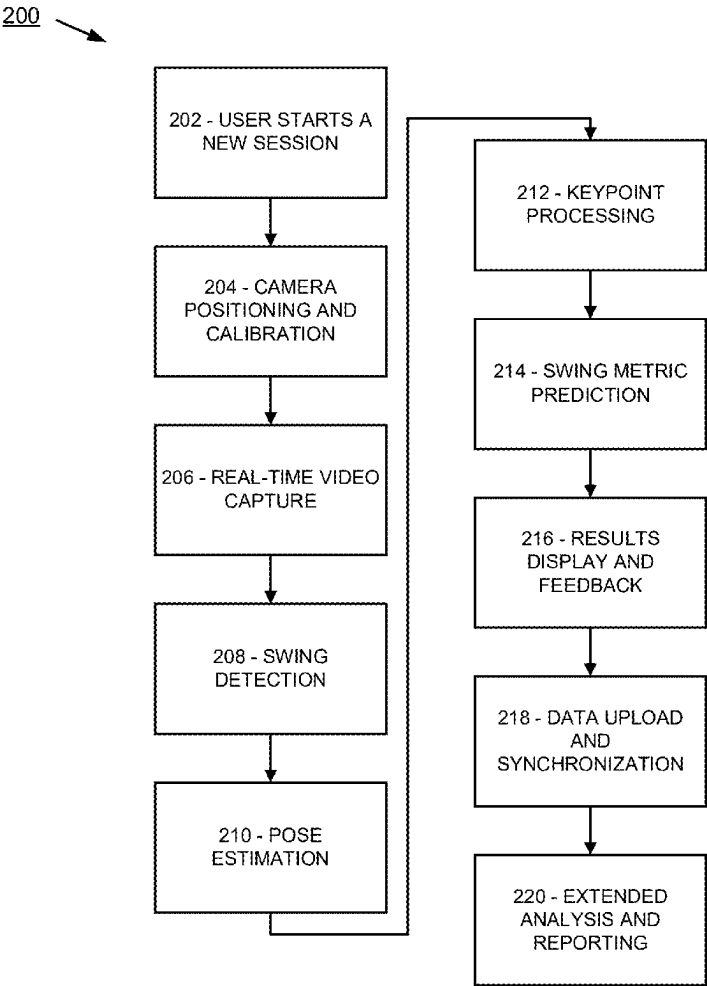 200
202 - USER STARTS A
NEW SESSION
204 - CAMERA
POSITIONING AND
CALIBRATION
206 - REAL-TIME VIDEO
CAPTURE
208 - SWING
DETECTION
210 - POSE
ESTIMATION
212 - KEYPOINT
PROCESSING
214 - SWING METRIC
PREDICTION
216 - RESULTS
DISPLAY AND
FEEDBACK
218 - DATA UPLOAD
AND
SYNCHRONIZATION
220 - EXTENDED
ANALYSIS AND
REPORTING